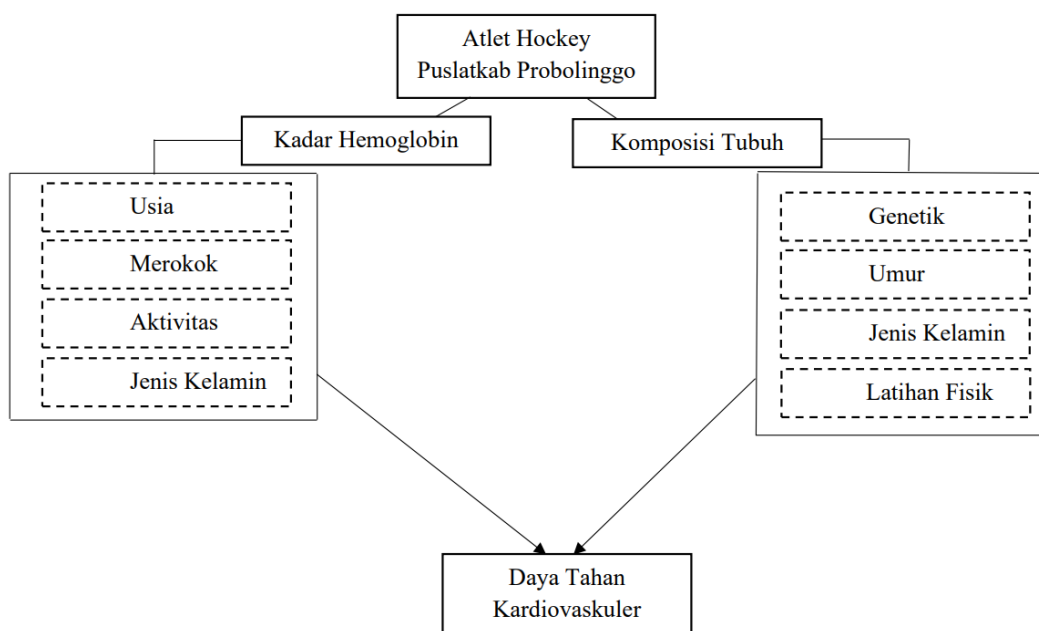 Atlet Hockey
Puslatkab Probolinggo
Kadar Hemoglobin
Komposisi Tubuh
Usia
Merokok
Aktivitas
Jenis Kelamin
Genetik
Umur
Jenis Kelamin
Latihan Fisik
Daya Tahan
Kardiovaskuler